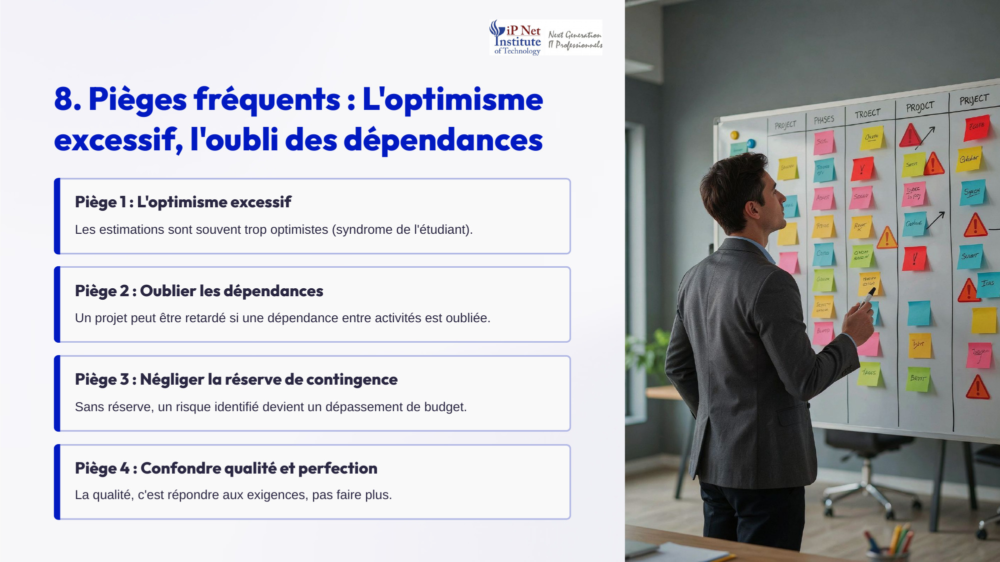 iP Net
Institute
of Technology
Next Generation
IT Professionnels
8. Pièges fréquents : L'optimisme
excessif, l'oubli des dépendances
Piège 1 : L'optimisme excessif
Les estimations sont souvent trop optimistes (syndrome de l'étudiant).
Piège 2 : Oublier les dépendances
Un projet peut être retardé si une dépendance entre activités est oubliée.
Piège 3 : Négliger la réserve de contingence
Sans réserve, un risque identifié devient un dépassement de budget.
Piège 4 : Confondre qualité et perfection
La qualité, c'est répondre aux exigences, pas faire plus.
PROJECT
PHASES
TROECT